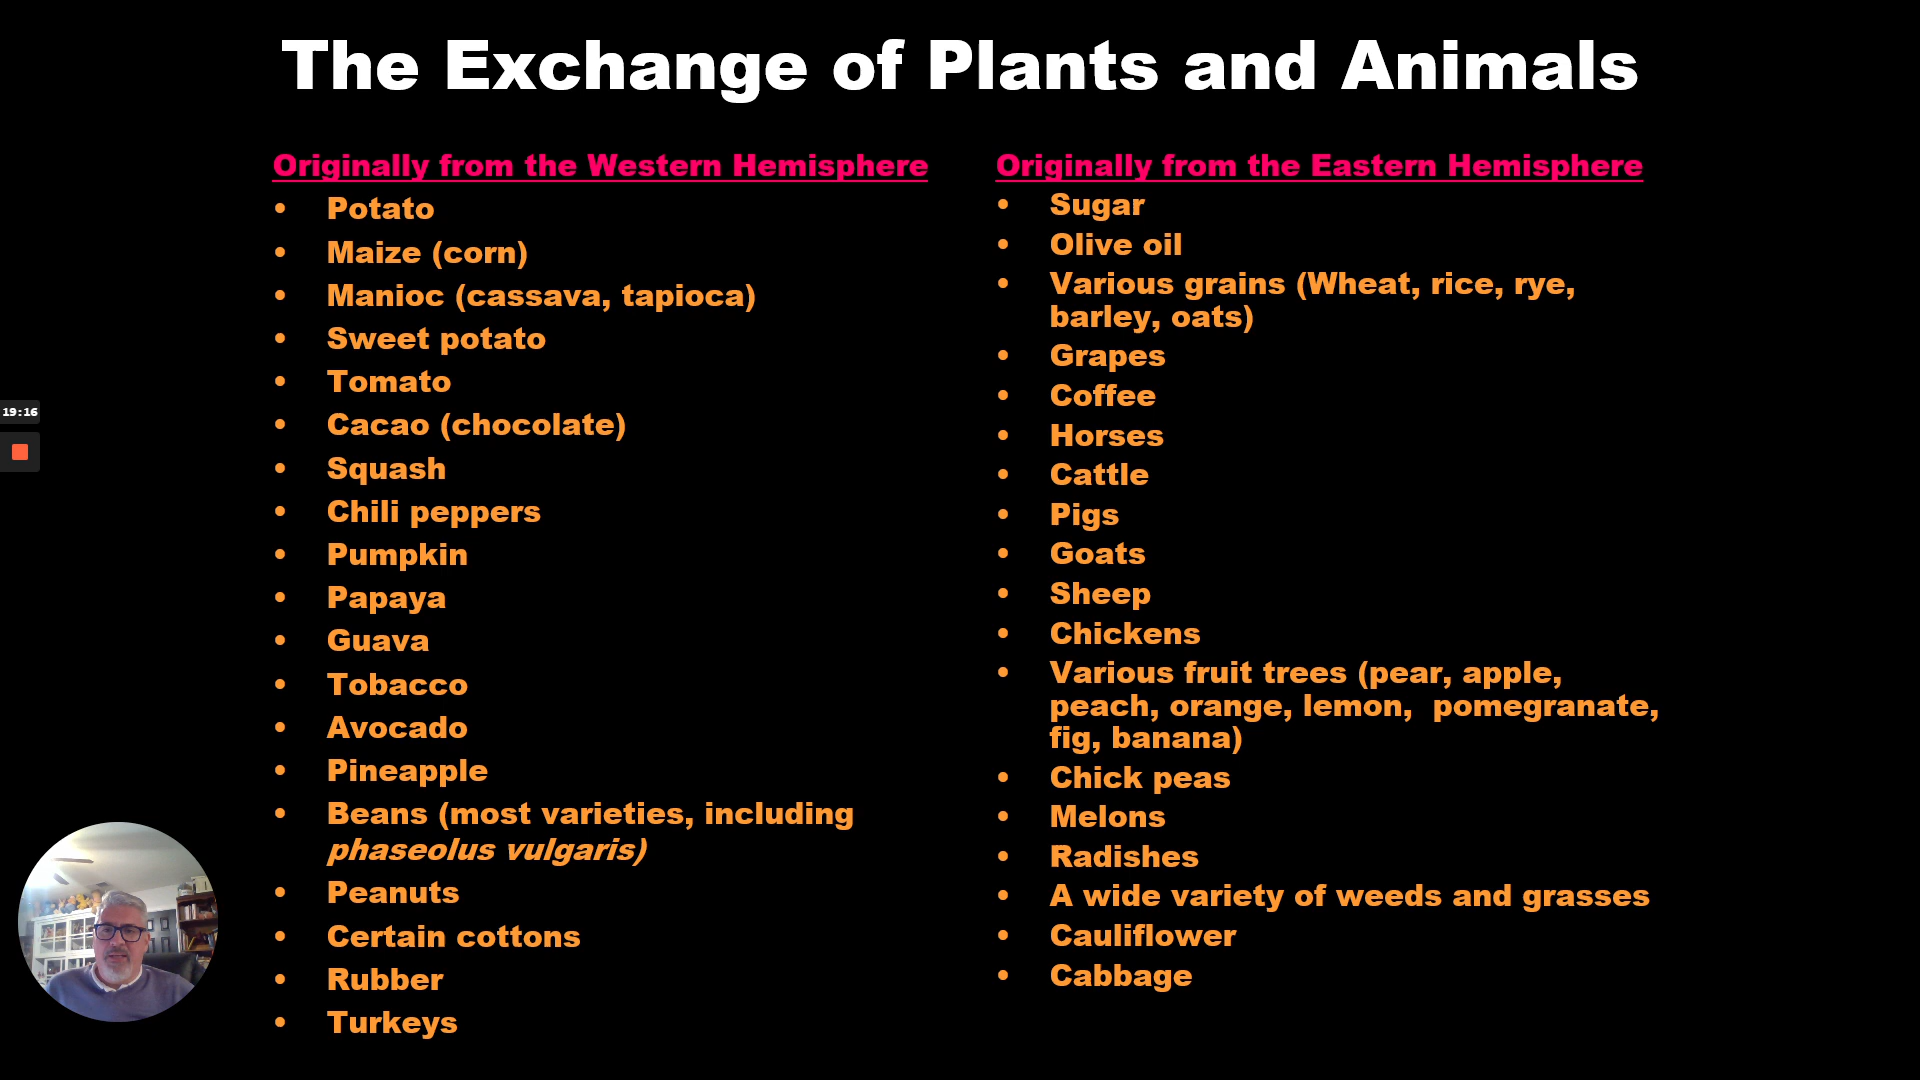 The Exchange of Plants and Animals
Originally from the Western Hemisphere
• Potato
• Maize (corn)
• Manioc (cassava, tapioca)
• Sweet potato
• Tomato
• Cacao (chocolate)
• Squash
• Chili peppers
• Pumpkin
• Papaya
• Guava
• Tobacco
• Avocado
• Pineapple
• Beans (most varieties, including
phaseolus vulgaris)
• Peanuts
• Certain cottons
• Rubber
• Turkeys
Originally from the Eastern Hemisphere
• Sugar
• Olive oil
• Various grains (Wheat, rice, rye,
barley, oats)
• Grapes
• Coffee
• Horses
• Cattle
• Pigs
• Goats
• Sheep
• Chickens
• Various fruit trees (pear, apple,
peach, orange, lemon,  pomegranate,
fig, banana)
• Chick peas
• Melons
• Radishes
• A wide variety of weeds and grasses
• Cauliflower
• Cabbage
19:16